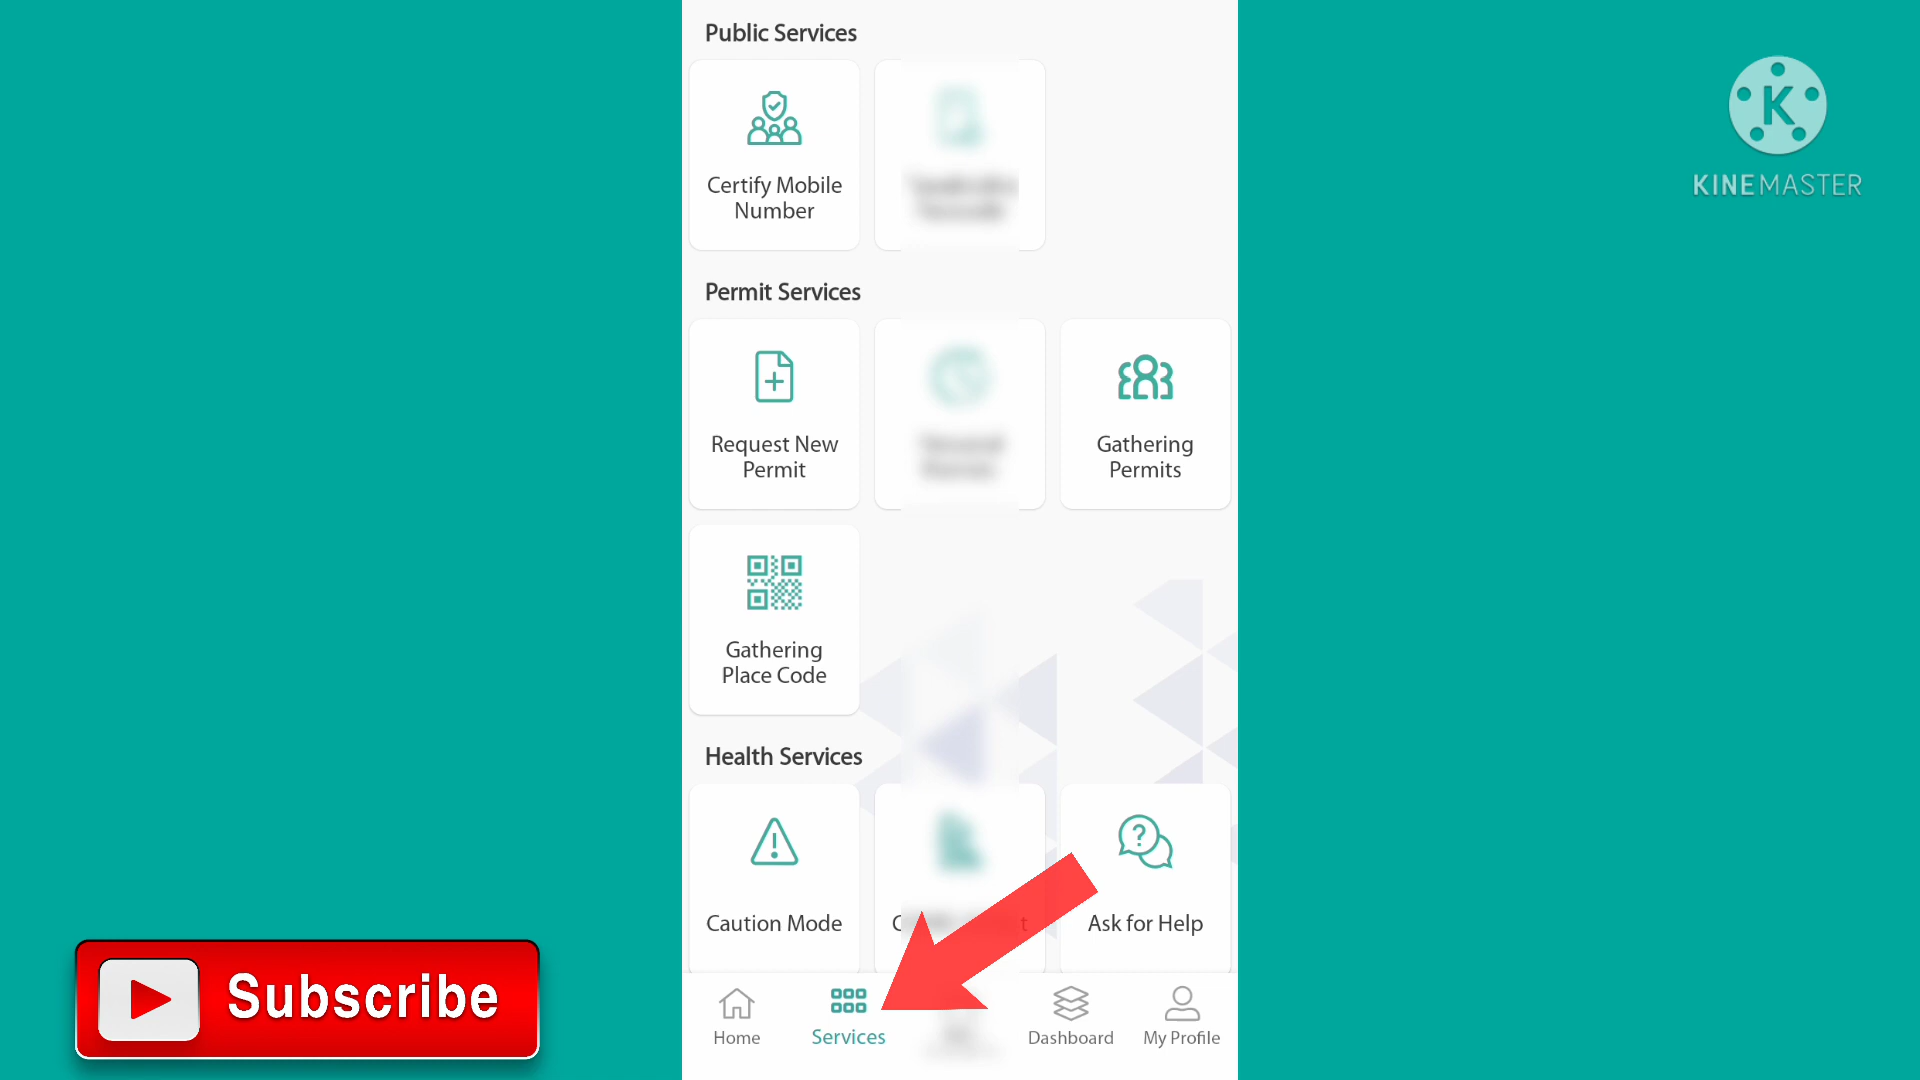 Public Services
Certify Mobile
Number
Permit Services
Request New
Permit
Gathering
Permits
Gathering
Place Code
Health Services
Caution Mode
Ask for Help
Home
Services
Dashboard
My Profile
Subscribe
K
KINEMASTER